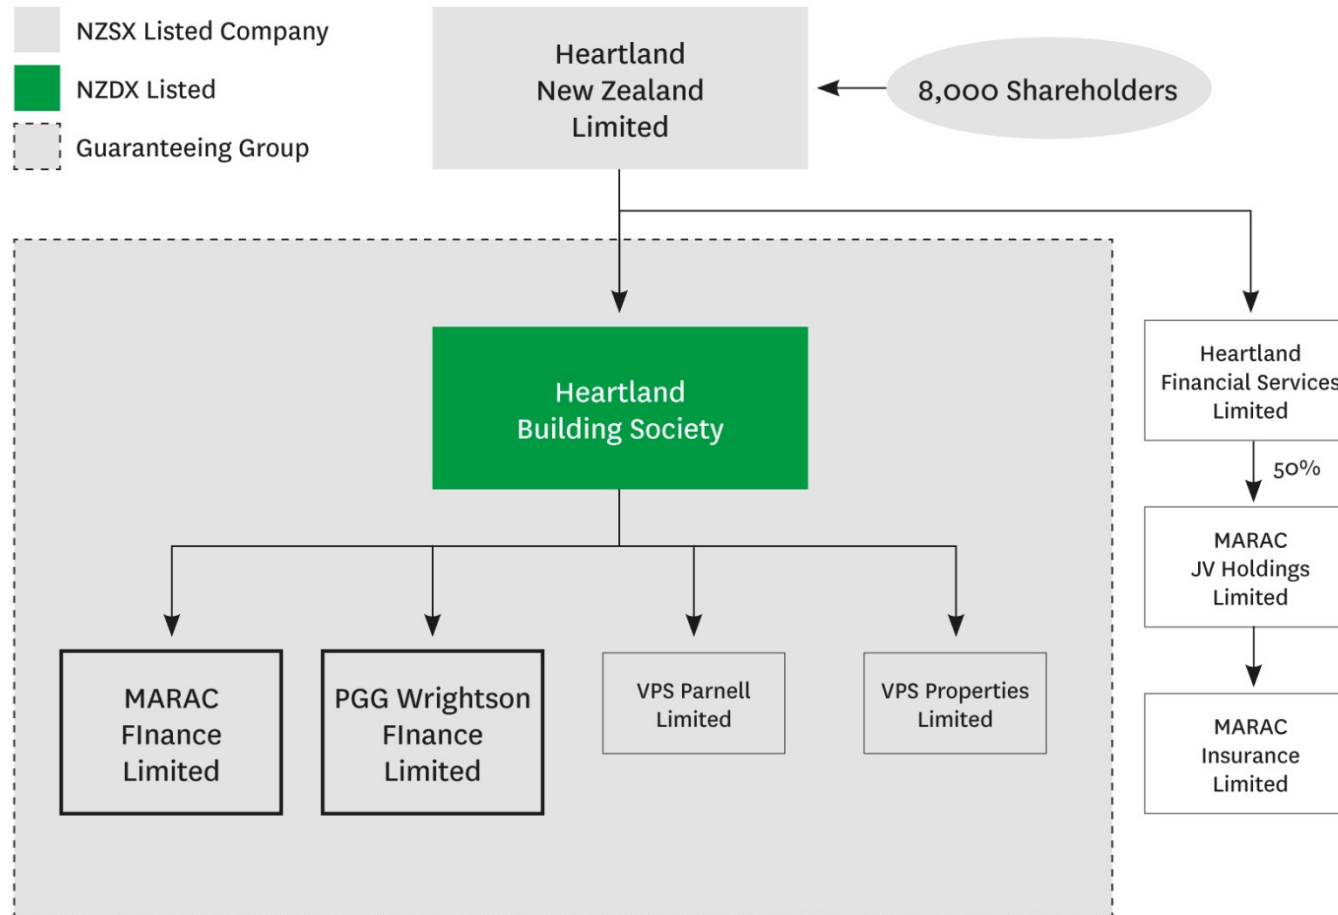 NZSX Listed Company
NZDX Listed
Guaranteeing Group
Heartland
New Zealand
Limited
8,000 Shareholders
Heartland
Building Society
Heartland
Financial Services
Limited
50%
MARAC
JV Holdings
Limited
MARAC
FInance
Limited
PGG Wrightson
FInance
Limited
VPS Parnell
Limited
VPS Properties
Limited
MARAC
Insurance
Limited